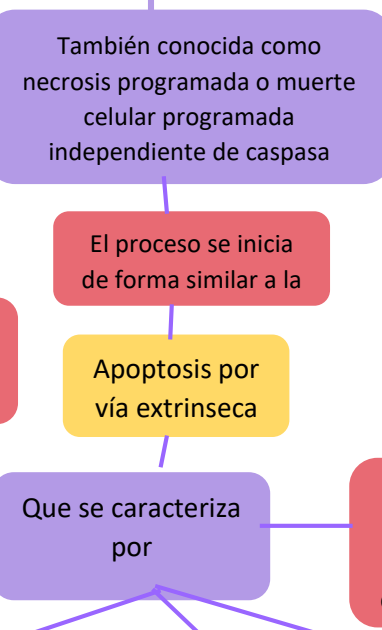 También conocida como
necrosis programada o muerte
celular programada
independiente de caspasa
El proceso se inicia
de forma similar a la
Apoptosis por
vía extrinseca
Que se caracteriza
por